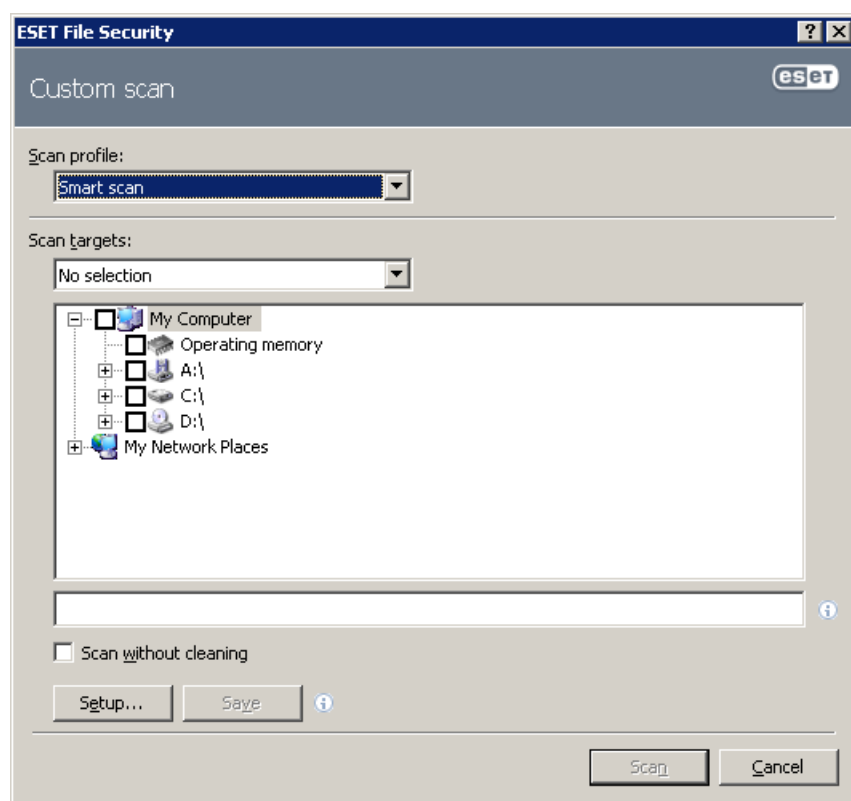 ESET File Security
Custom scan
eset
Scan profile:
Smart scan
Scan targets:
No selection
My Computer
Operating memory
A:\
C:\
D:\
My Network Places
Scan without cleaning
Setup... Save
Scan Cancel